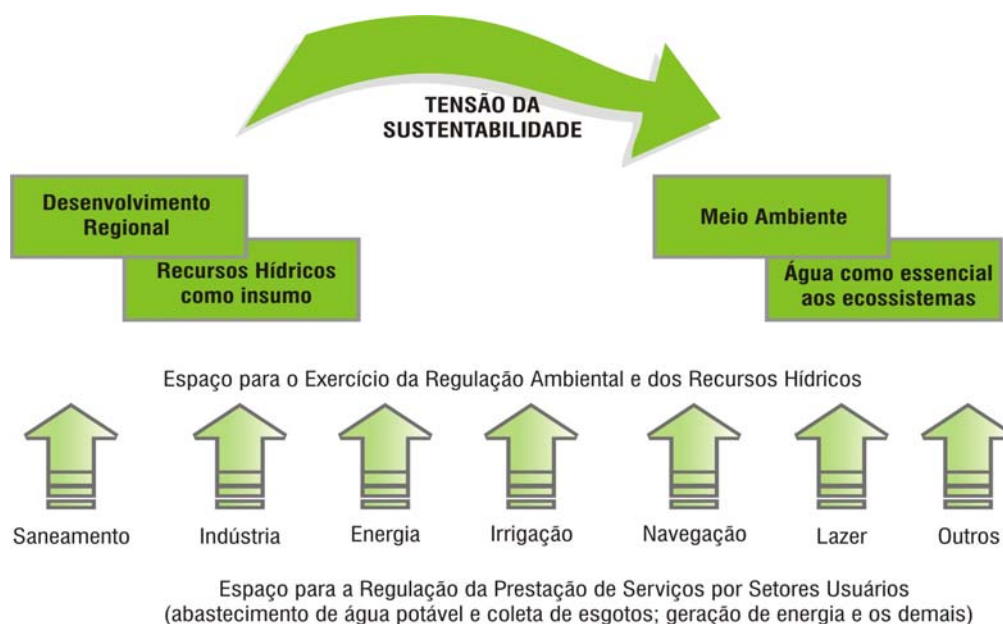 TENSÃO DA
SUSTENTABILIDADE
Desenvolvimento
Regional
Recursos Hídricos
como insumo
Meio Ambiente
Água como essencial
aos ecossistemas
Espaço para o Exercício da Regulação Ambiental e dos Recursos Hídricos
Saneamento
Indústria
Energia
Irrigação
Navegação
Lazer
Outros
Espaço para a Regulação da Prestação de Serviços por Setores Usuários
(abastecimento de água potável e coleta de esgotos; geração de energia e os demais)